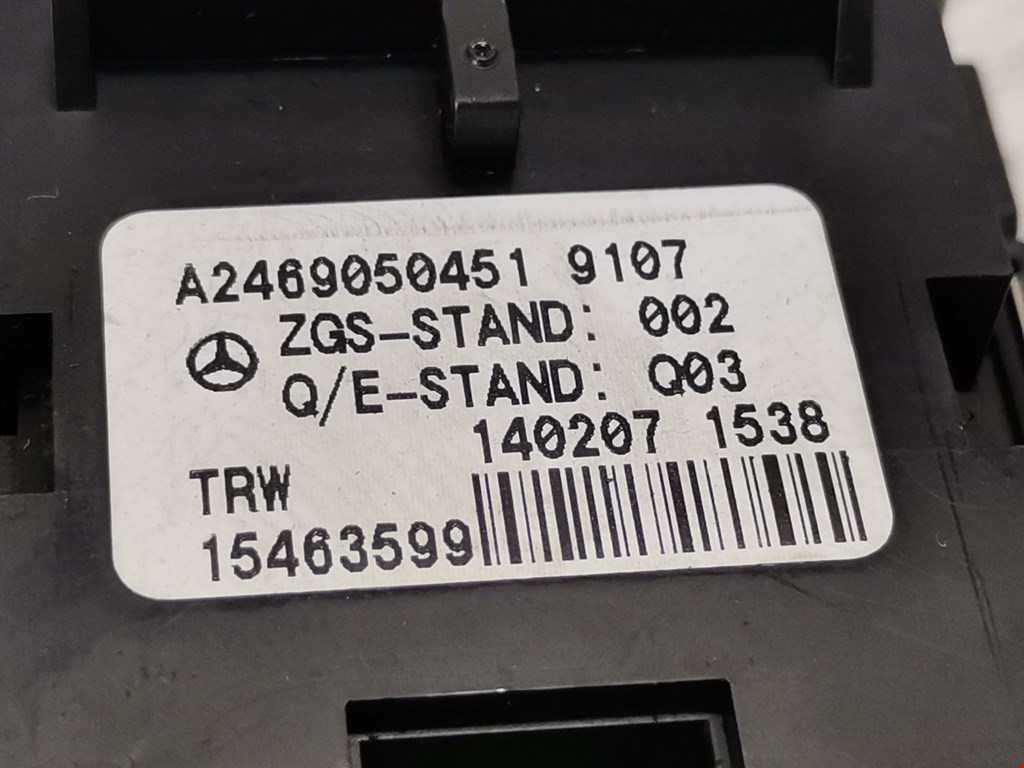 A2469050451 9107
ZGS-STAND: 002
Q/E-STAND: Q03
140207 1538
TRW
15463599